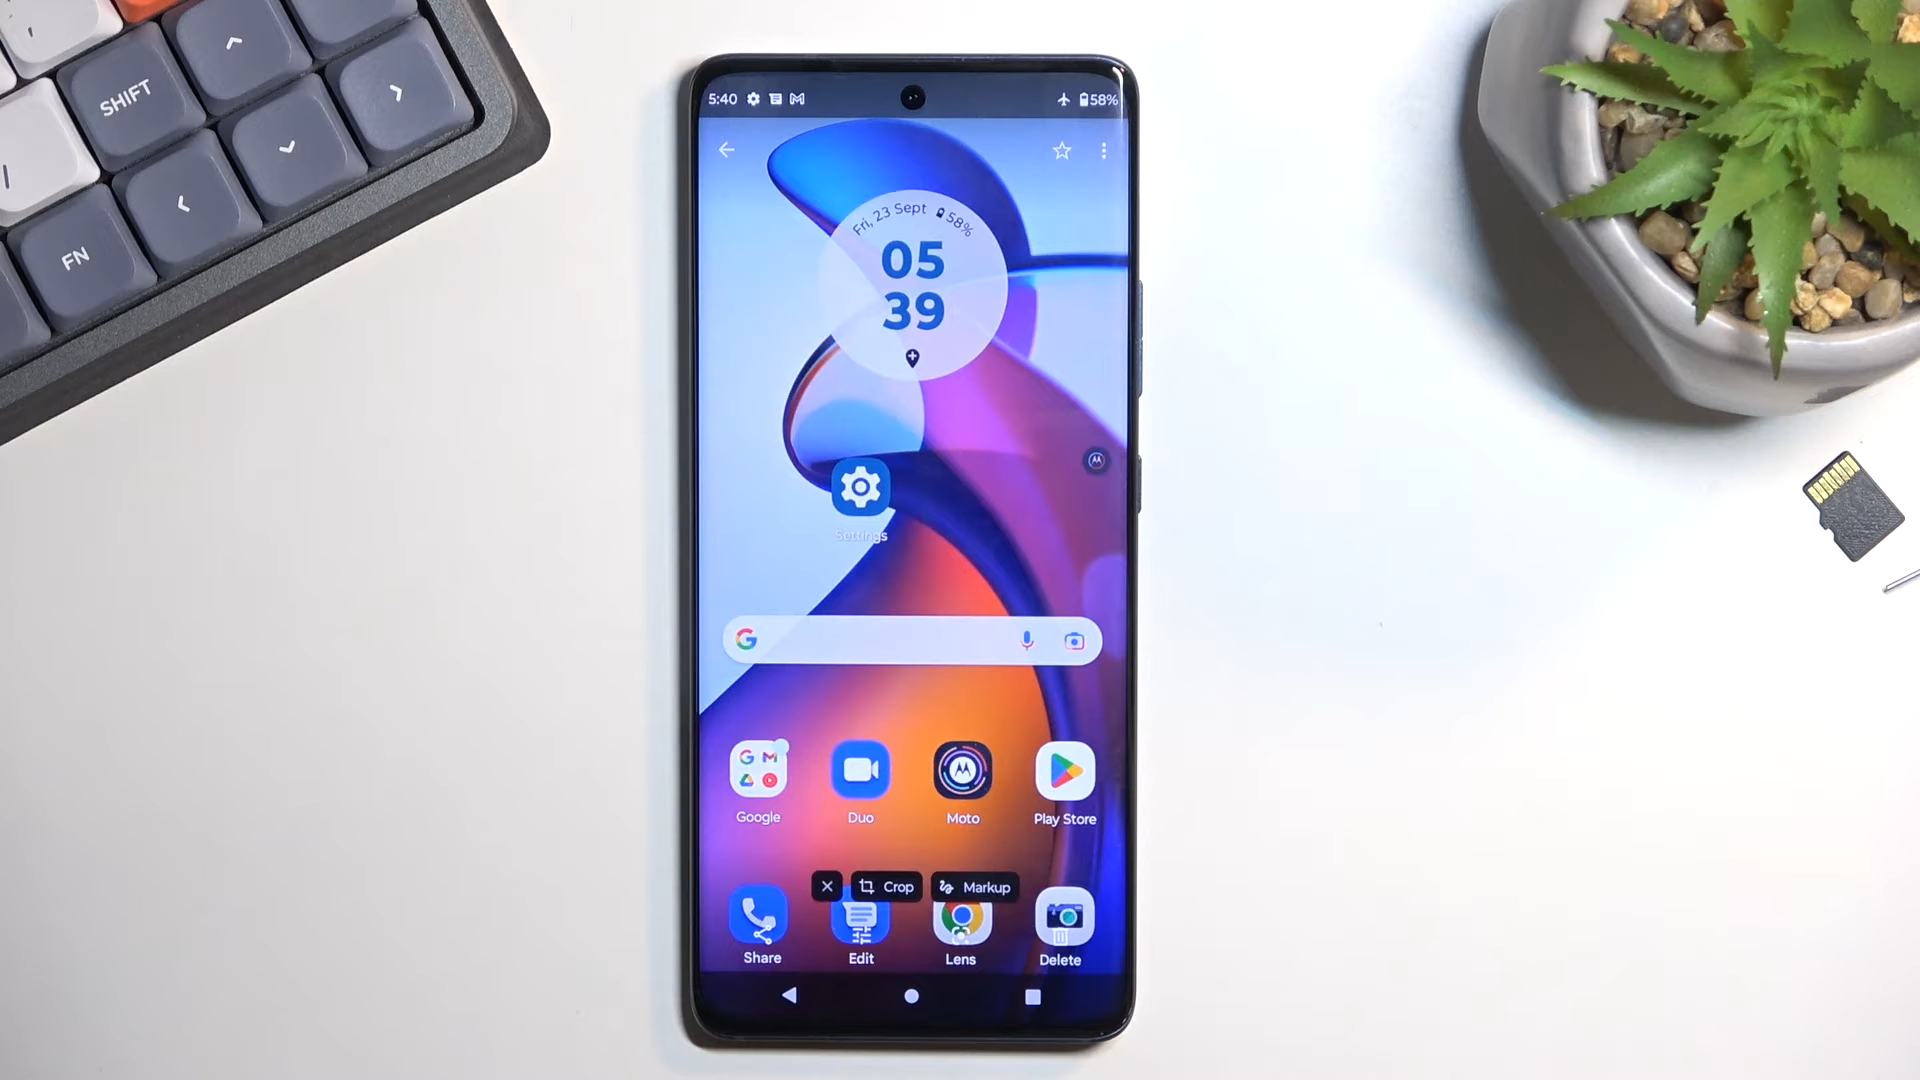 SHIFT
FN
5:40
58%
Fri, 23 Sept 58%
05
39
Settings
Google
Duo
Moto
Play Store
Crop
Markup
Share
Edit
Lens
Delete